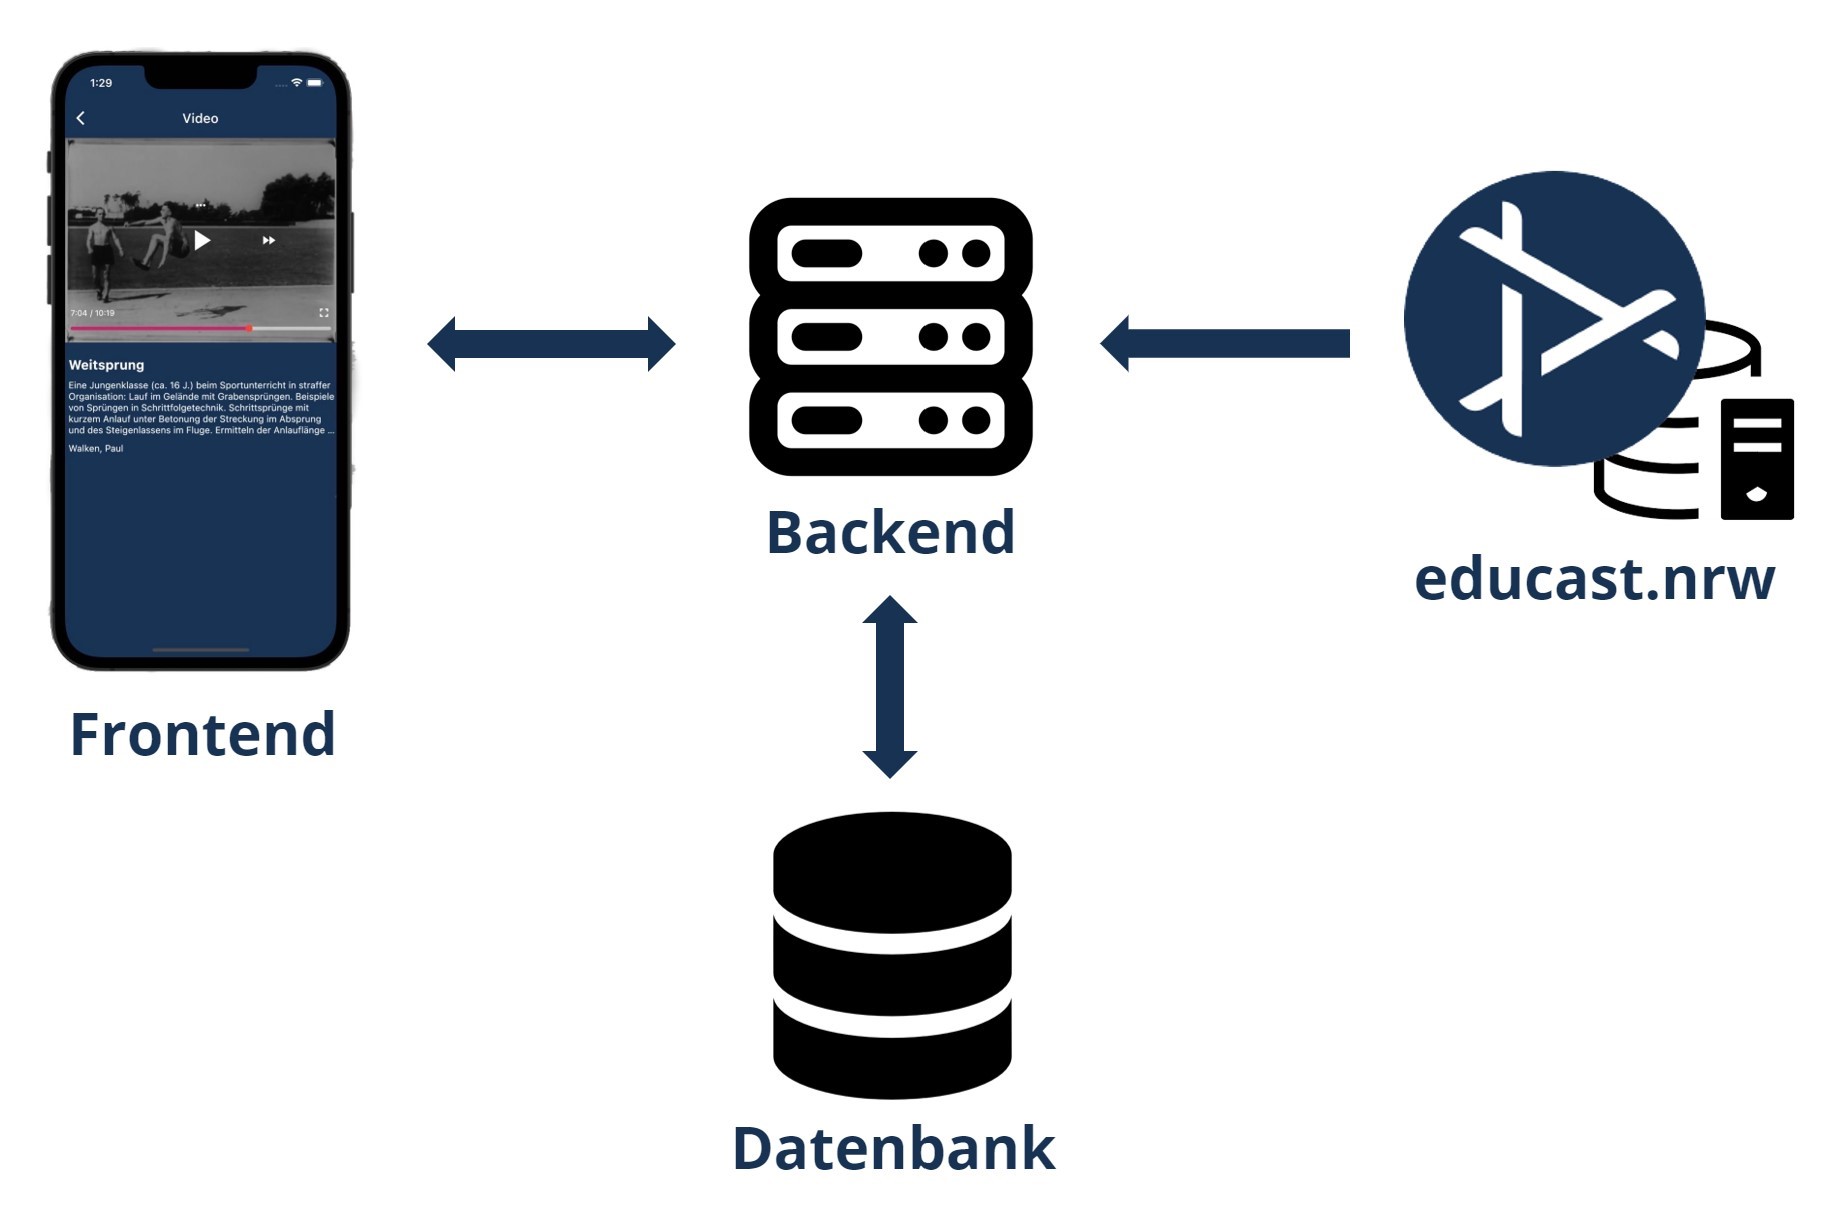 1:29
Video
7:04 / 10:19
Weitsprung
Eine Jungenklasse (ca. 16 J.) beim Sportunterricht in straffer
Organisation: Lauf im Gelände mit Grabensprüngen. Beispiele
von Sprüngen in Schrittfolgetechnik. Schrittsprünge mit
kurzem Anlauf unter Betonung der Streckung im Absprung
und des Steigenlassens im Fluge. Ermitteln der Anlauflänge ...
Walken, Paul
Frontend
Backend
educast.nrw
Datenbank